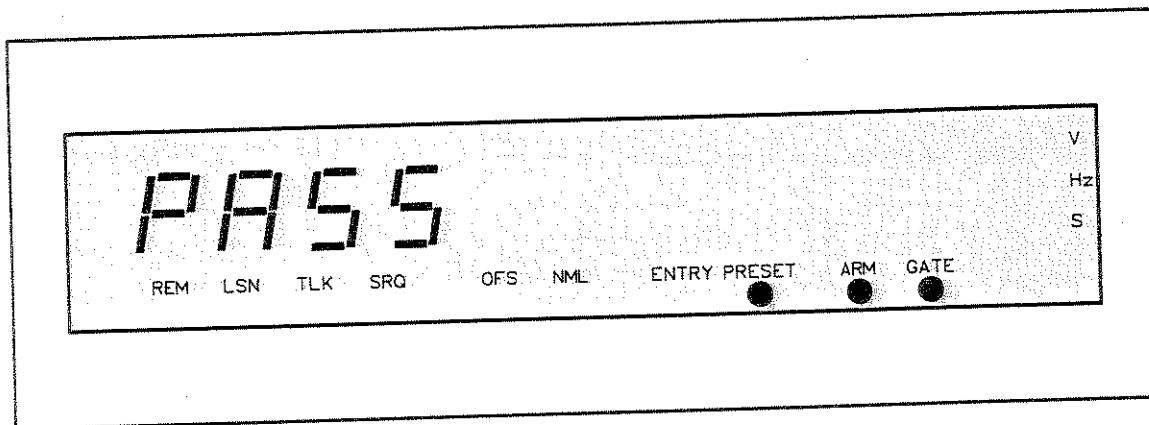 V
PASS
Hz
S
REM LSN TLK SRQ OFS NML ENTRY PRESET ARM GATE